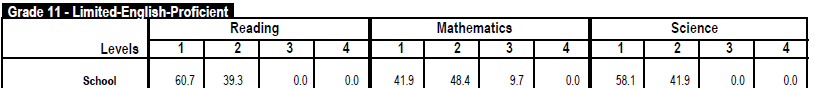 Grade 11 - Limited-English-Proficient
Reading Mathematics Science
Levels 1 2 3 4 1 2 3 4 1 2 3 4
School 60.7 39.3 0.0 0.0 41.9 48.4 9.7 0.0 58.1 41.9 0.0 0.0